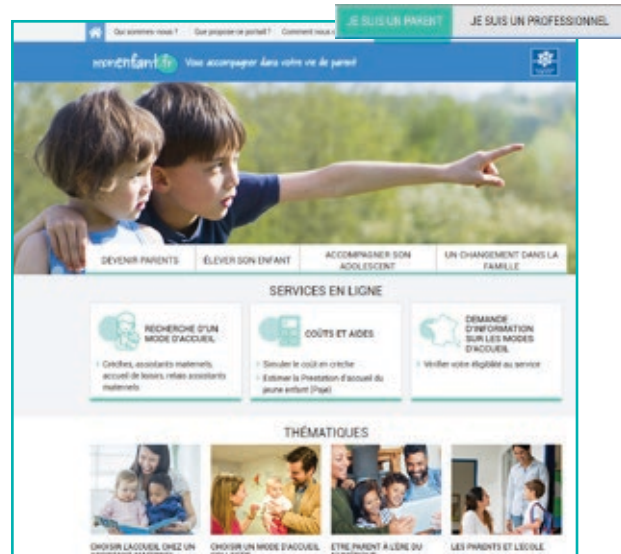 JE SUIS UN PARENT JE SUIS UN PROFESSIONNEL
Qui sommes-nous ? Que propose ce portail ? Comment nous
monenfant.fr Vous accompagner dans votre vie de parent
DEVENIR PARENTS ÉLEVER SON ENFANT ACCOMPAGNER SON
ADOLESCENT UN CHANGEMENT DANS LA
FAMILLE
SERVICES EN LIGNE
RECHERCHE D'UN
MODE D'ACCUEIL
Crèches, assistants maternels,
accueil de loisirs, relais assistants
maternels
COÛTS ET AIDES
Simuler le coût en crèche
Estimer la Prestation d'accueil du
jeune enfant (Paje)
DEMANDE
D'INFORMATION
SUR LES MODES
D'ACCUEIL
Vérifier votre éligibilité au service
THÉMATIQUES
CHOISIR L'ACCUEIL CHEZ UN
CHOISIR UN MODE D'ACCUEIL
ETRE PARENT À L'ÈRE DU
LES PARENTS ET L'ÉCOLE